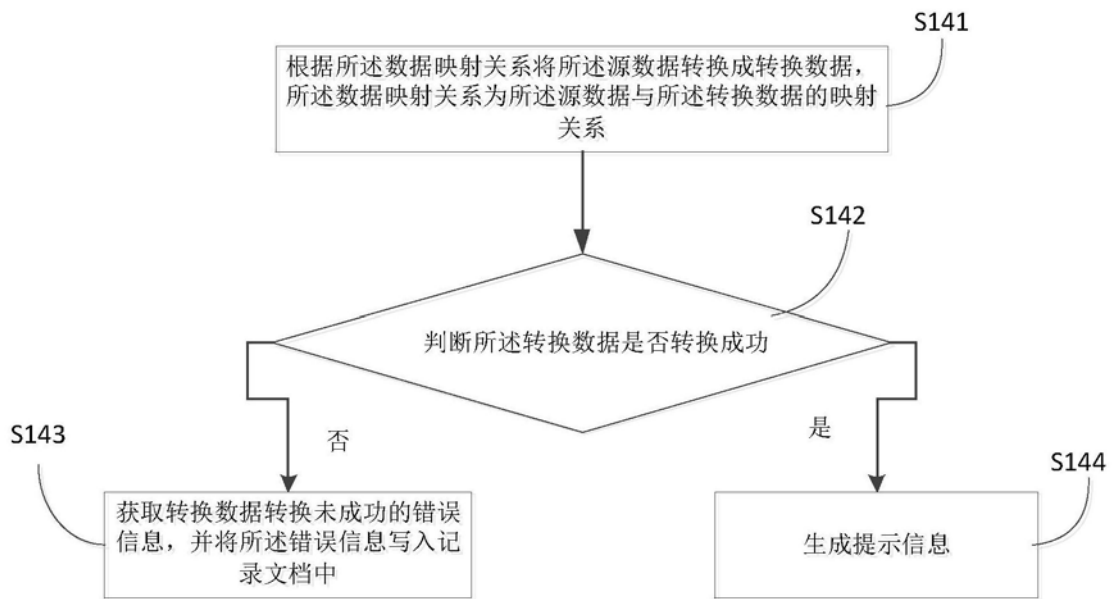 S141
根据所述数据映射关系将所述源数据转换成转换数据，
所述数据映射关系为所述源数据与所述转换数据的映射
关系
S142
判断所述转换数据是否转换成功
否
是
S143
S144
获取转换数据转换未成功的错误
信息，并将所述错误信息写入记
录文档中
生成提示信息